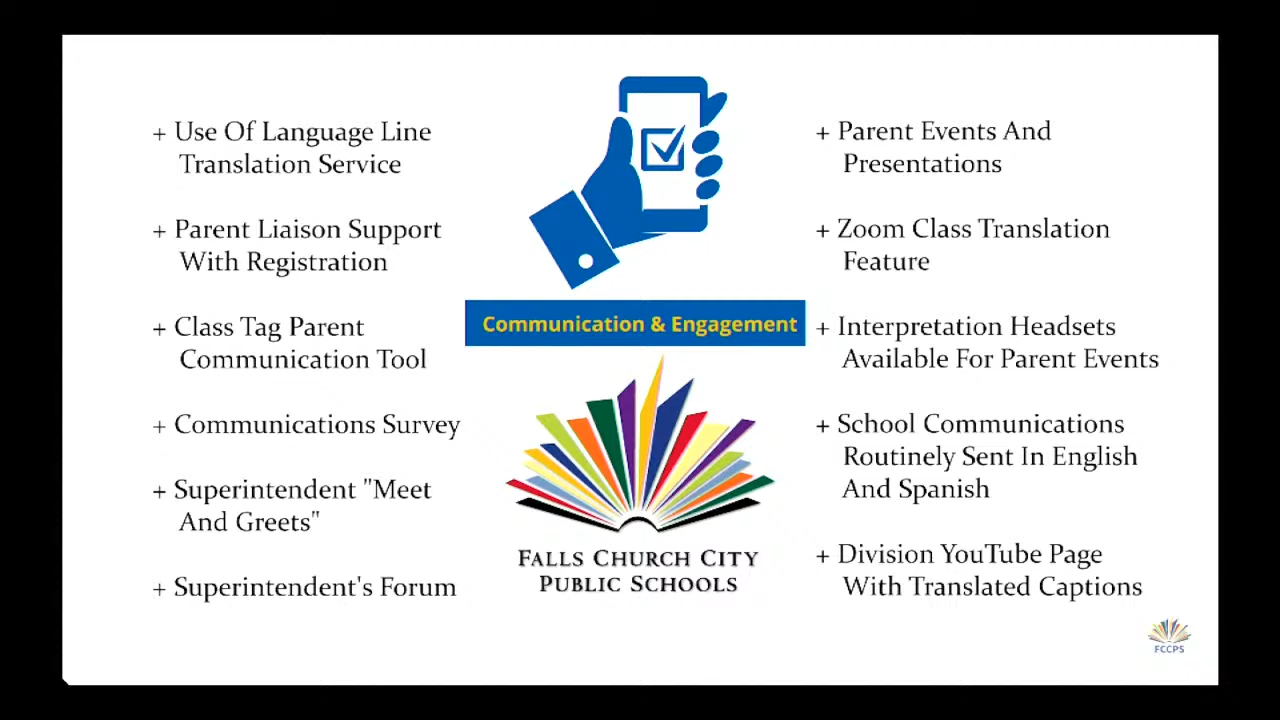 + Use Of Language Line
Translation Service
+ Parent Liaison Support
With Registration
+ Class Tag Parent
Communication Tool
+ Communications Survey
+ Superintendent "Meet
And Greets"
+ Superintendent's Forum
Communication & Engagement
FALLS CHURCH CITY
PUBLIC SCHOOLS
+ Parent Events And
Presentations
+ Zoom Class Translation
Feature
+ Interpretation Headsets
Available For Parent Events
+ School Communications
Routinely Sent In English
And Spanish
+ Division YouTube Page
With Translated Captions
FCCPS